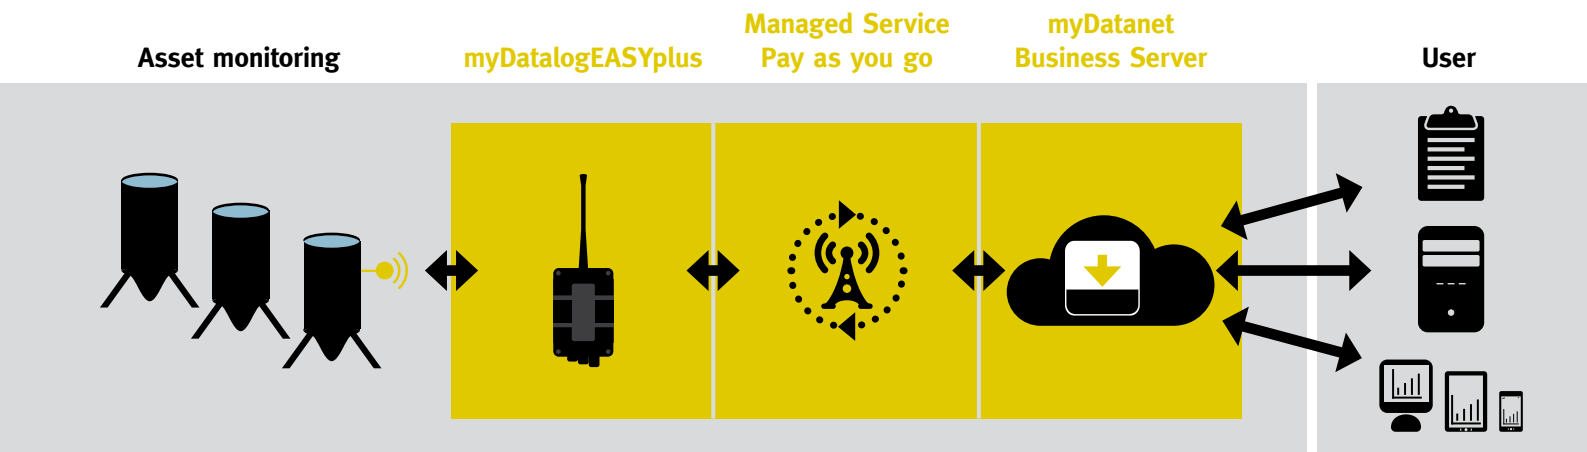 Asset monitoring
myDatalogEASYplus
Managed Service
Pay as you go
myDatanet
Business Server
User